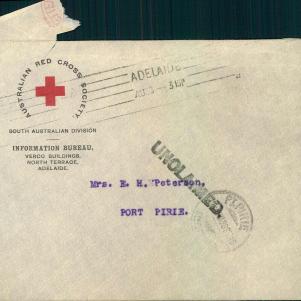 AUSTRALIAN RED CROSS SOCIETY.
SOUTH AUSTRALIAN DIVISION
INFORMATION BUREAU,
VERCO BUILDINGS,
NORTH TERRACE,
ADELAIDE.
ADELAIDE
UNCLAIMED.
Mrs. E. H. Peterson,
PORT PIRIE.